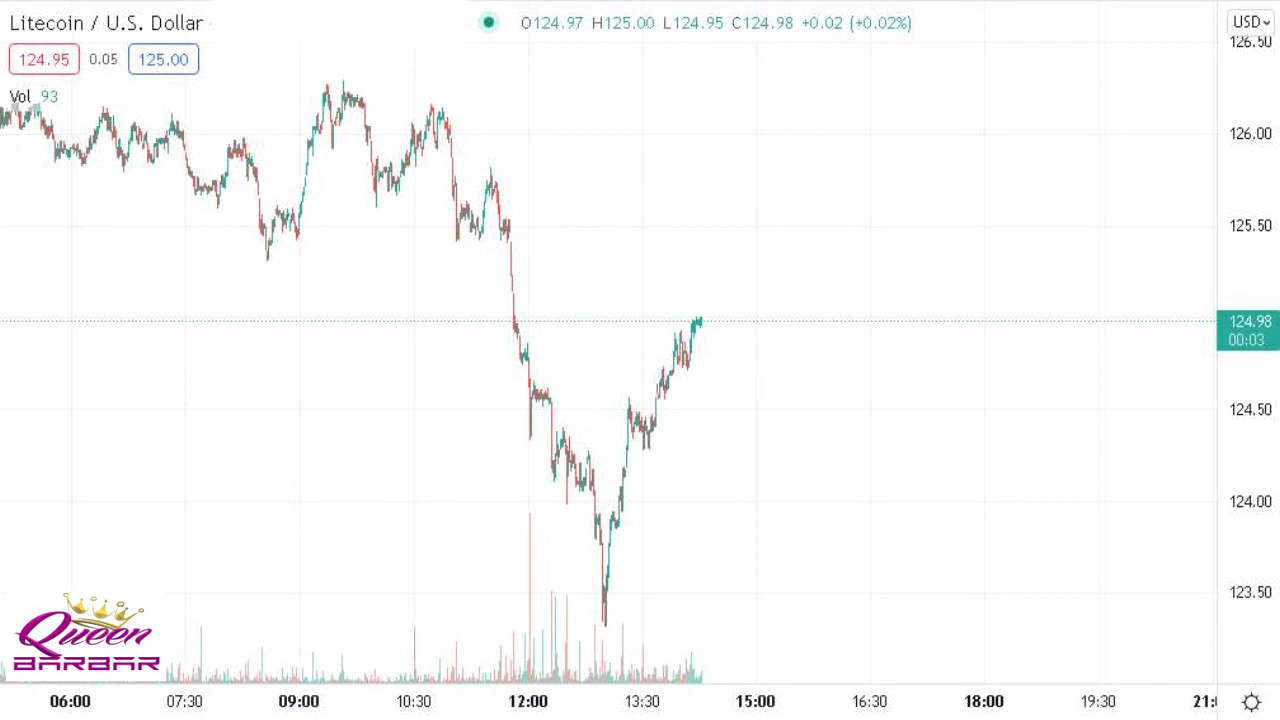 Litecoin / U.S. Dollar
O124.97 H125.00 L124.95 C124.98 +0.02 (+0.02%)
USD
124.95 0.05 125.00
Vol 93
126.50
126.00
125.50
124.98
00:03
124.50
124.00
123.50
Queen
BARBAR
06:00 07:30 09:00 10:30 12:00 13:30 15:00 16:30 18:00 19:30